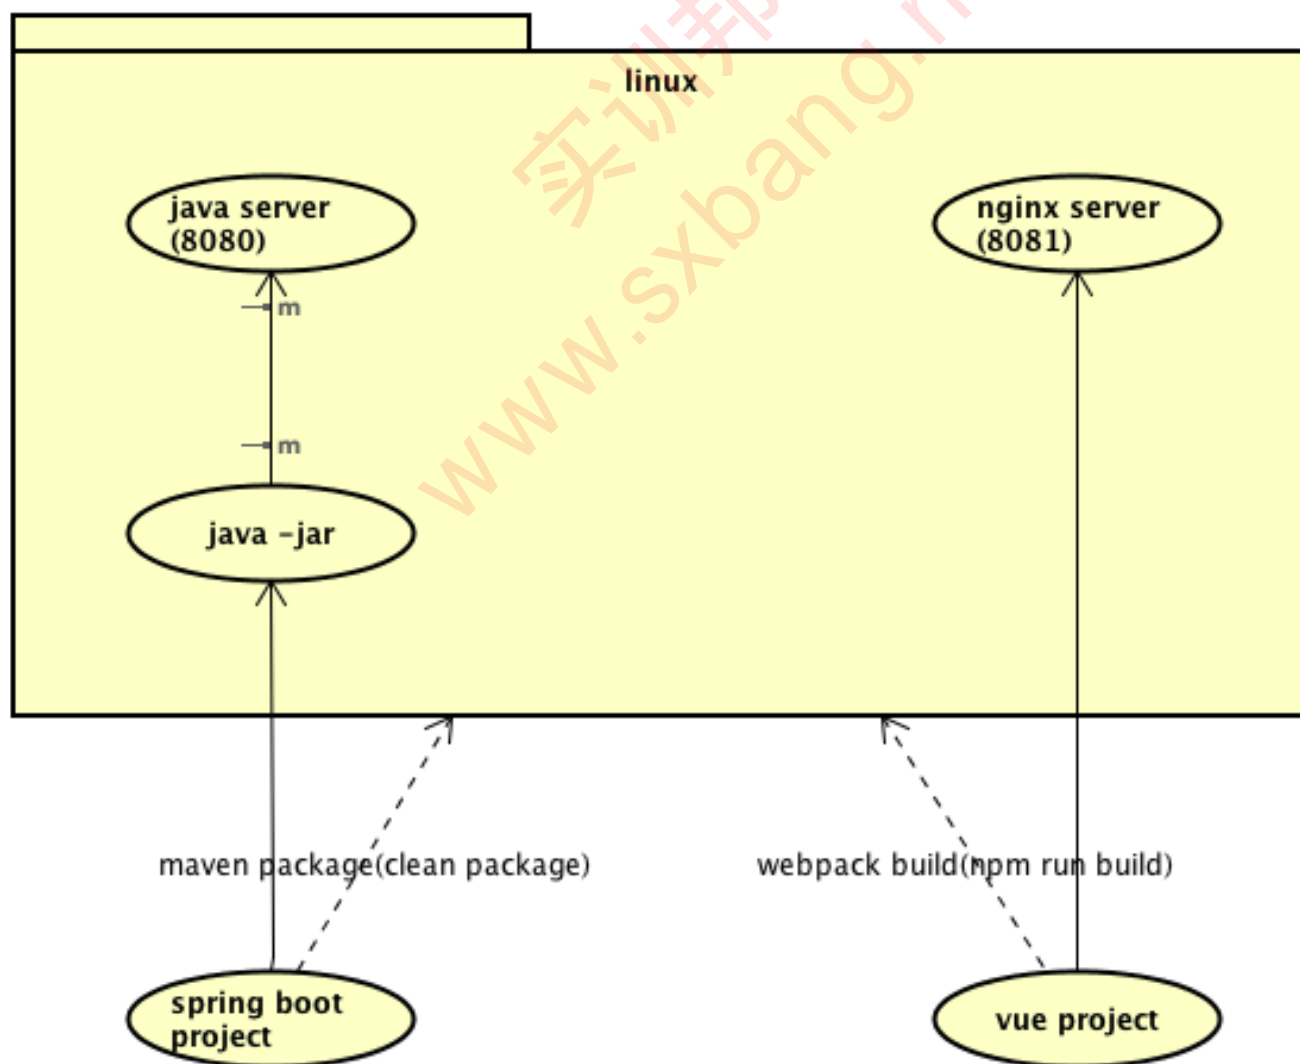 linux
java server
(8080)
nginx server
(8081)
m
m
java -jar
maven package(clean package)
webpack build(npm run build)
spring boot
project
vue project
实训邦
www.sxbang.n